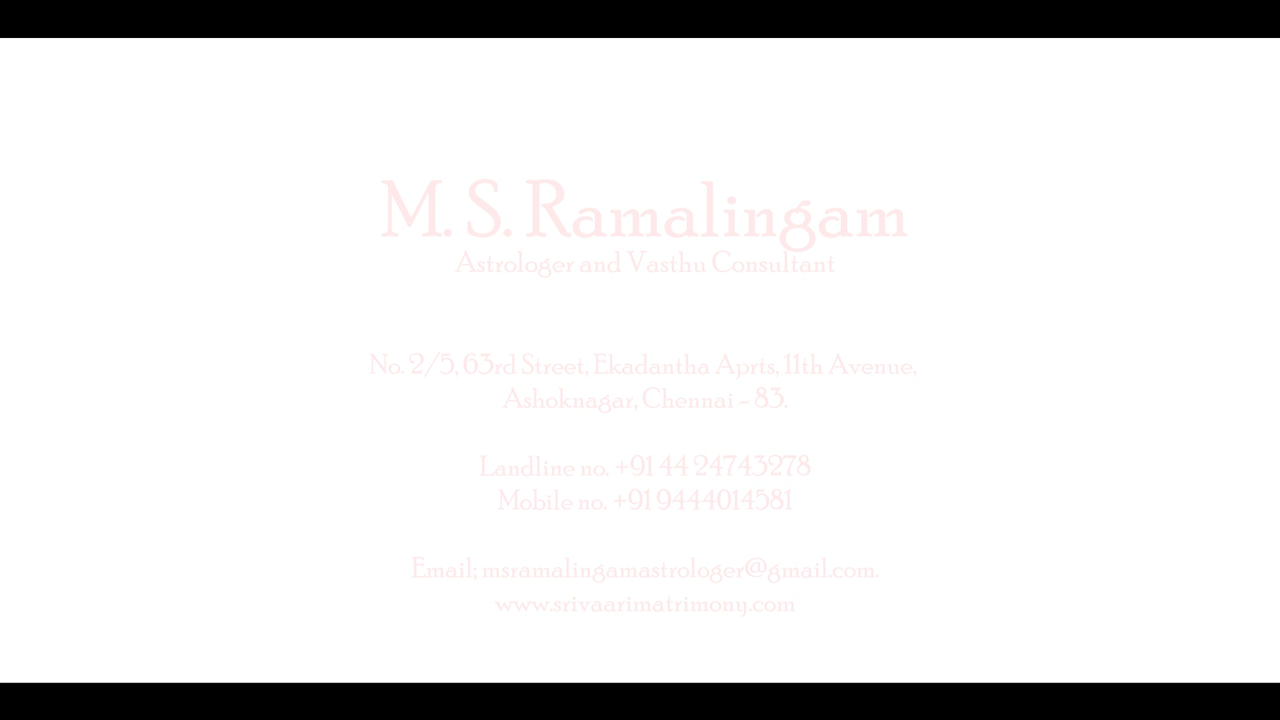 M. S. Ramalingam
Astrologer and Vasthu Consultant
No. 2/5, 63rd Street, Ekadantha Aprts, 11th Avenue,
Ashoknagar, Chennai - 83.
Landline no. +91 44 24743278
Mobile no. +91 9444014581
Email; msramalingamastrologer@gmail.com.
www.srivaarimatrimony.com